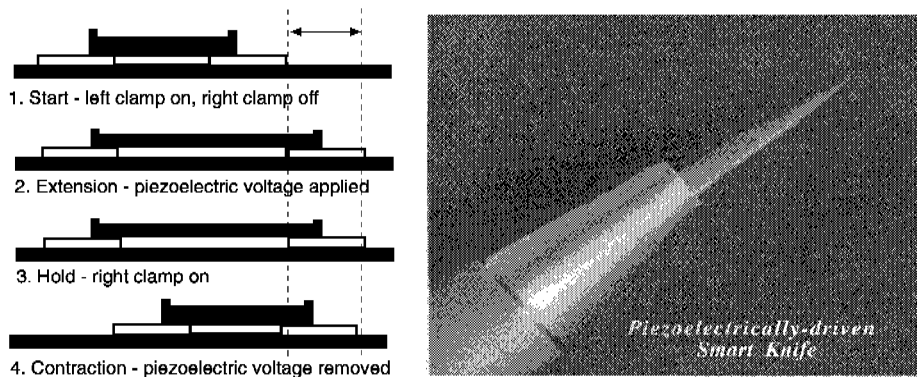 1. Start - left clamp on, right clamp off
2. Extension - piezoelectric voltage applied
3. Hold - right clamp on
4. Contraction - piezoelectric voltage removed
Piezoelectrically-driven
Smart Knife